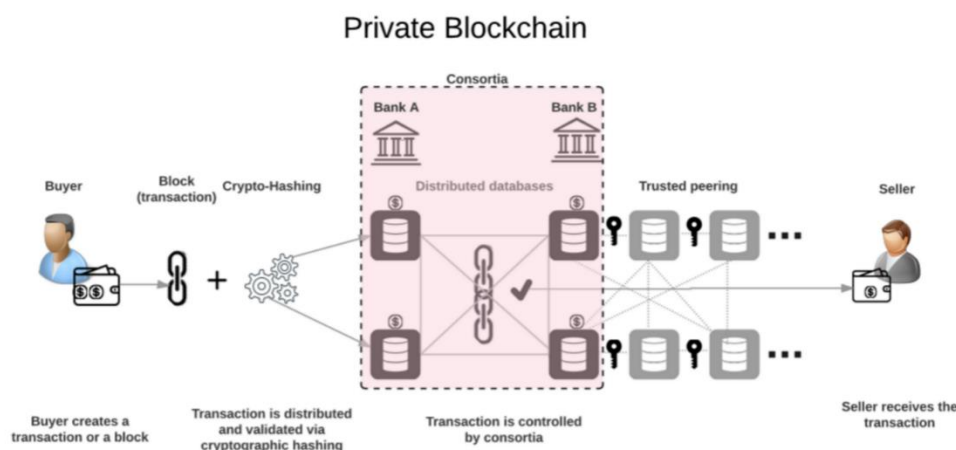 Private Blockchain
Consortia
Bank A
Bank B
Buyer
Block
(transaction)
Crypto-Hashing
Distributed databases
Trusted peering
Seller
Buyer creates a
transaction or a block
Transaction is distributed
and validated via
cryptographic hashing
Transaction is controlled
by consortia
Seller receives the
transaction